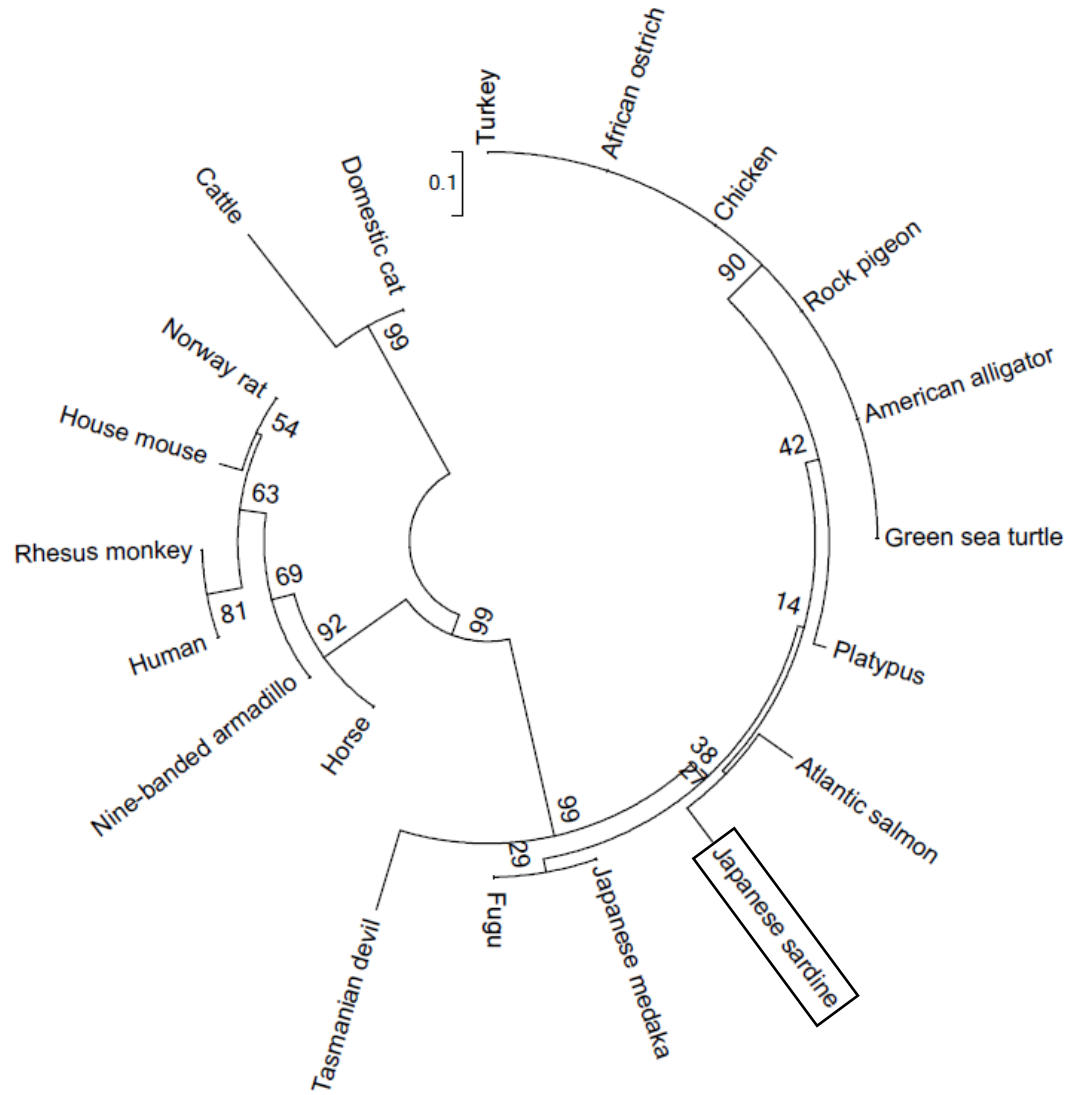 Turkey
African ostrich
Chicken
Rock pigeon
American alligator
Green sea turtle
Platypus
Atlantic salmon
Japanese sardine
Japanese medaka
Fugu
Tasmanian devil
Horse
Nine-banded armadillo
Human
Rhesus monkey
House mouse
Norway rat
Cattle
Domestic cat
0.1
90
42
14
38
27
99
29
99
92
69
81
63
54
99